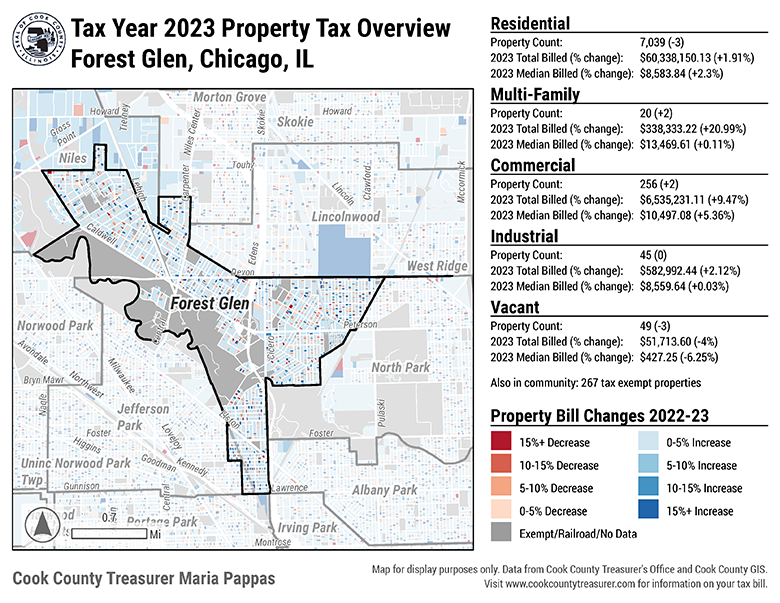 SEAL OF COOK COUNTY
ILLINOIS
Tax Year 2023 Property Tax Overview
Forest Glen, Chicago, IL
Residential
Property Count: 7,039 (-3)
2023 Total Billed (% change): $60,338,150.13 (+1.91%)
2023 Median Billed (% change): $8,583.84 (+2.3%)
Multi-Family
Property Count: 20 (+2)
2023 Total Billed (% change): $338,333.22 (+20.99%)
2023 Median Billed (% change): $13,469.61 (+0.11%)
Commercial
Property Count: 256 (+2)
2023 Total Billed (% change): $6,535,231.11 (+9.47%)
2023 Median Billed (% change): $10,497.08 (+5.36%)
Industrial
Property Count: 45 (0)
2023 Total Billed (% change): $582,992.44 (+2.12%)
2023 Median Billed (% change): $8,559.64 (+0.03%)
Vacant
Property Count: 49 (-3)
2023 Total Billed (% change): $51,713.60 (-4%)
2023 Median Billed (% change): $427.25 (-6.25%)
Also in community: 267 tax exempt properties
Property Bill Changes 2022-23
15%+ Decrease
10-15% Decrease
5-10% Decrease
0-5% Decrease
Exempt/Railroad/No Data
0-5% Increase
5-10% Increase
10-15% Increase
15%+ Increase
Morton Grove
Howard
Howard
Skokie
Skokie
Gross
Point
Niles
Niles Center
Touhy
Lehigh
Carpenter
Lincoln
Crawford
Mccormick
Lincolnwood
Caldwell
Edens
Devon
West Ridge
Forest Glen
Norwood Park
Central
Peterson
Cicero
Avondale
Northwest
Milwaukee
North Park
Bryn Mawr
Nagle
Jefferson
Park
Elston
Pulaski
Foster
Foster
Higgins
Lovejoy
Goodman
Kennedy
Uninc Norwood Park
Twp
Gunnison
Central
Lawrence
Albany Park
Portage Park
Irving Park
Montrose
0.7
Mi
Cook County Treasurer Maria Pappas
Map for display purposes only. Data from Cook County Treasurer's Office and Cook County GIS.
Visit www.cookcountytreasurer.com for information on your tax bill.